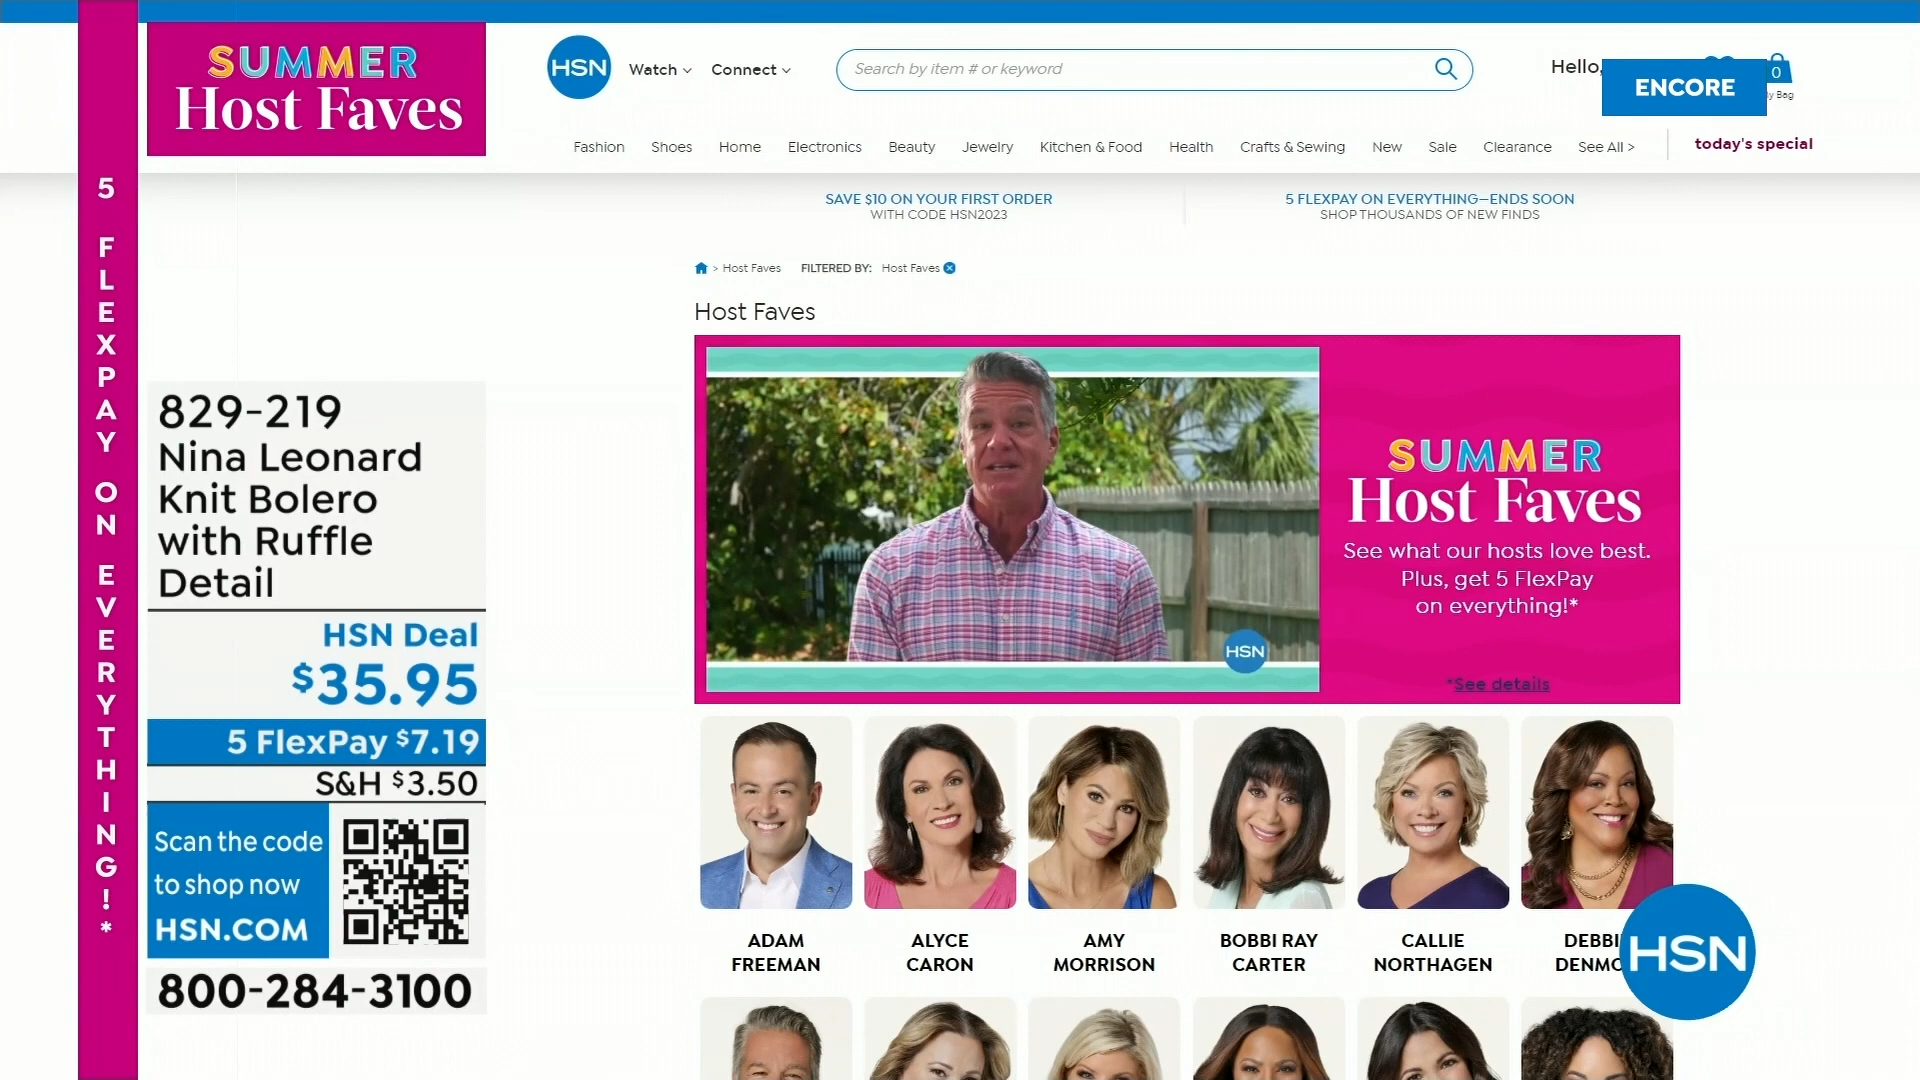 5 FLEXPAY ON EVERYTHING!*
SUMMER
Host Faves
HSN
Watch
Connect
Search by item # or keyword
Hello,
0
ENCORE
Bag
Fashion Shoes Home Electronics Beauty Jewelry Kitchen & Food Health Crafts & Sewing New Sale Clearance See All > today's special
SAVE $10 ON YOUR FIRST ORDER
WITH CODE HSN2023
5 FLEXPAY ON EVERYTHING—ENDS SOON
SHOP THOUSANDS OF NEW FINDS
> Host Faves FILTERED BY: Host Faves
Host Faves
HSN
SUMMER
Host Faves
See what our hosts love best.
Plus, get 5 FlexPay
on everything!*
*See details
829-219
Nina Leonard
Knit Bolero
with Ruffle
Detail
HSN Deal
$35.95
5 FlexPay $7.19
S&H $3.50
Scan the code
to shop now
HSN.COM
800-284-3100
ADAM
FREEMAN
ALYCE
CARON
AMY
MORRISON
BOBBI RAY
CARTER
CALLIE
NORTHAGEN
DEBBI
DENMO
HSN